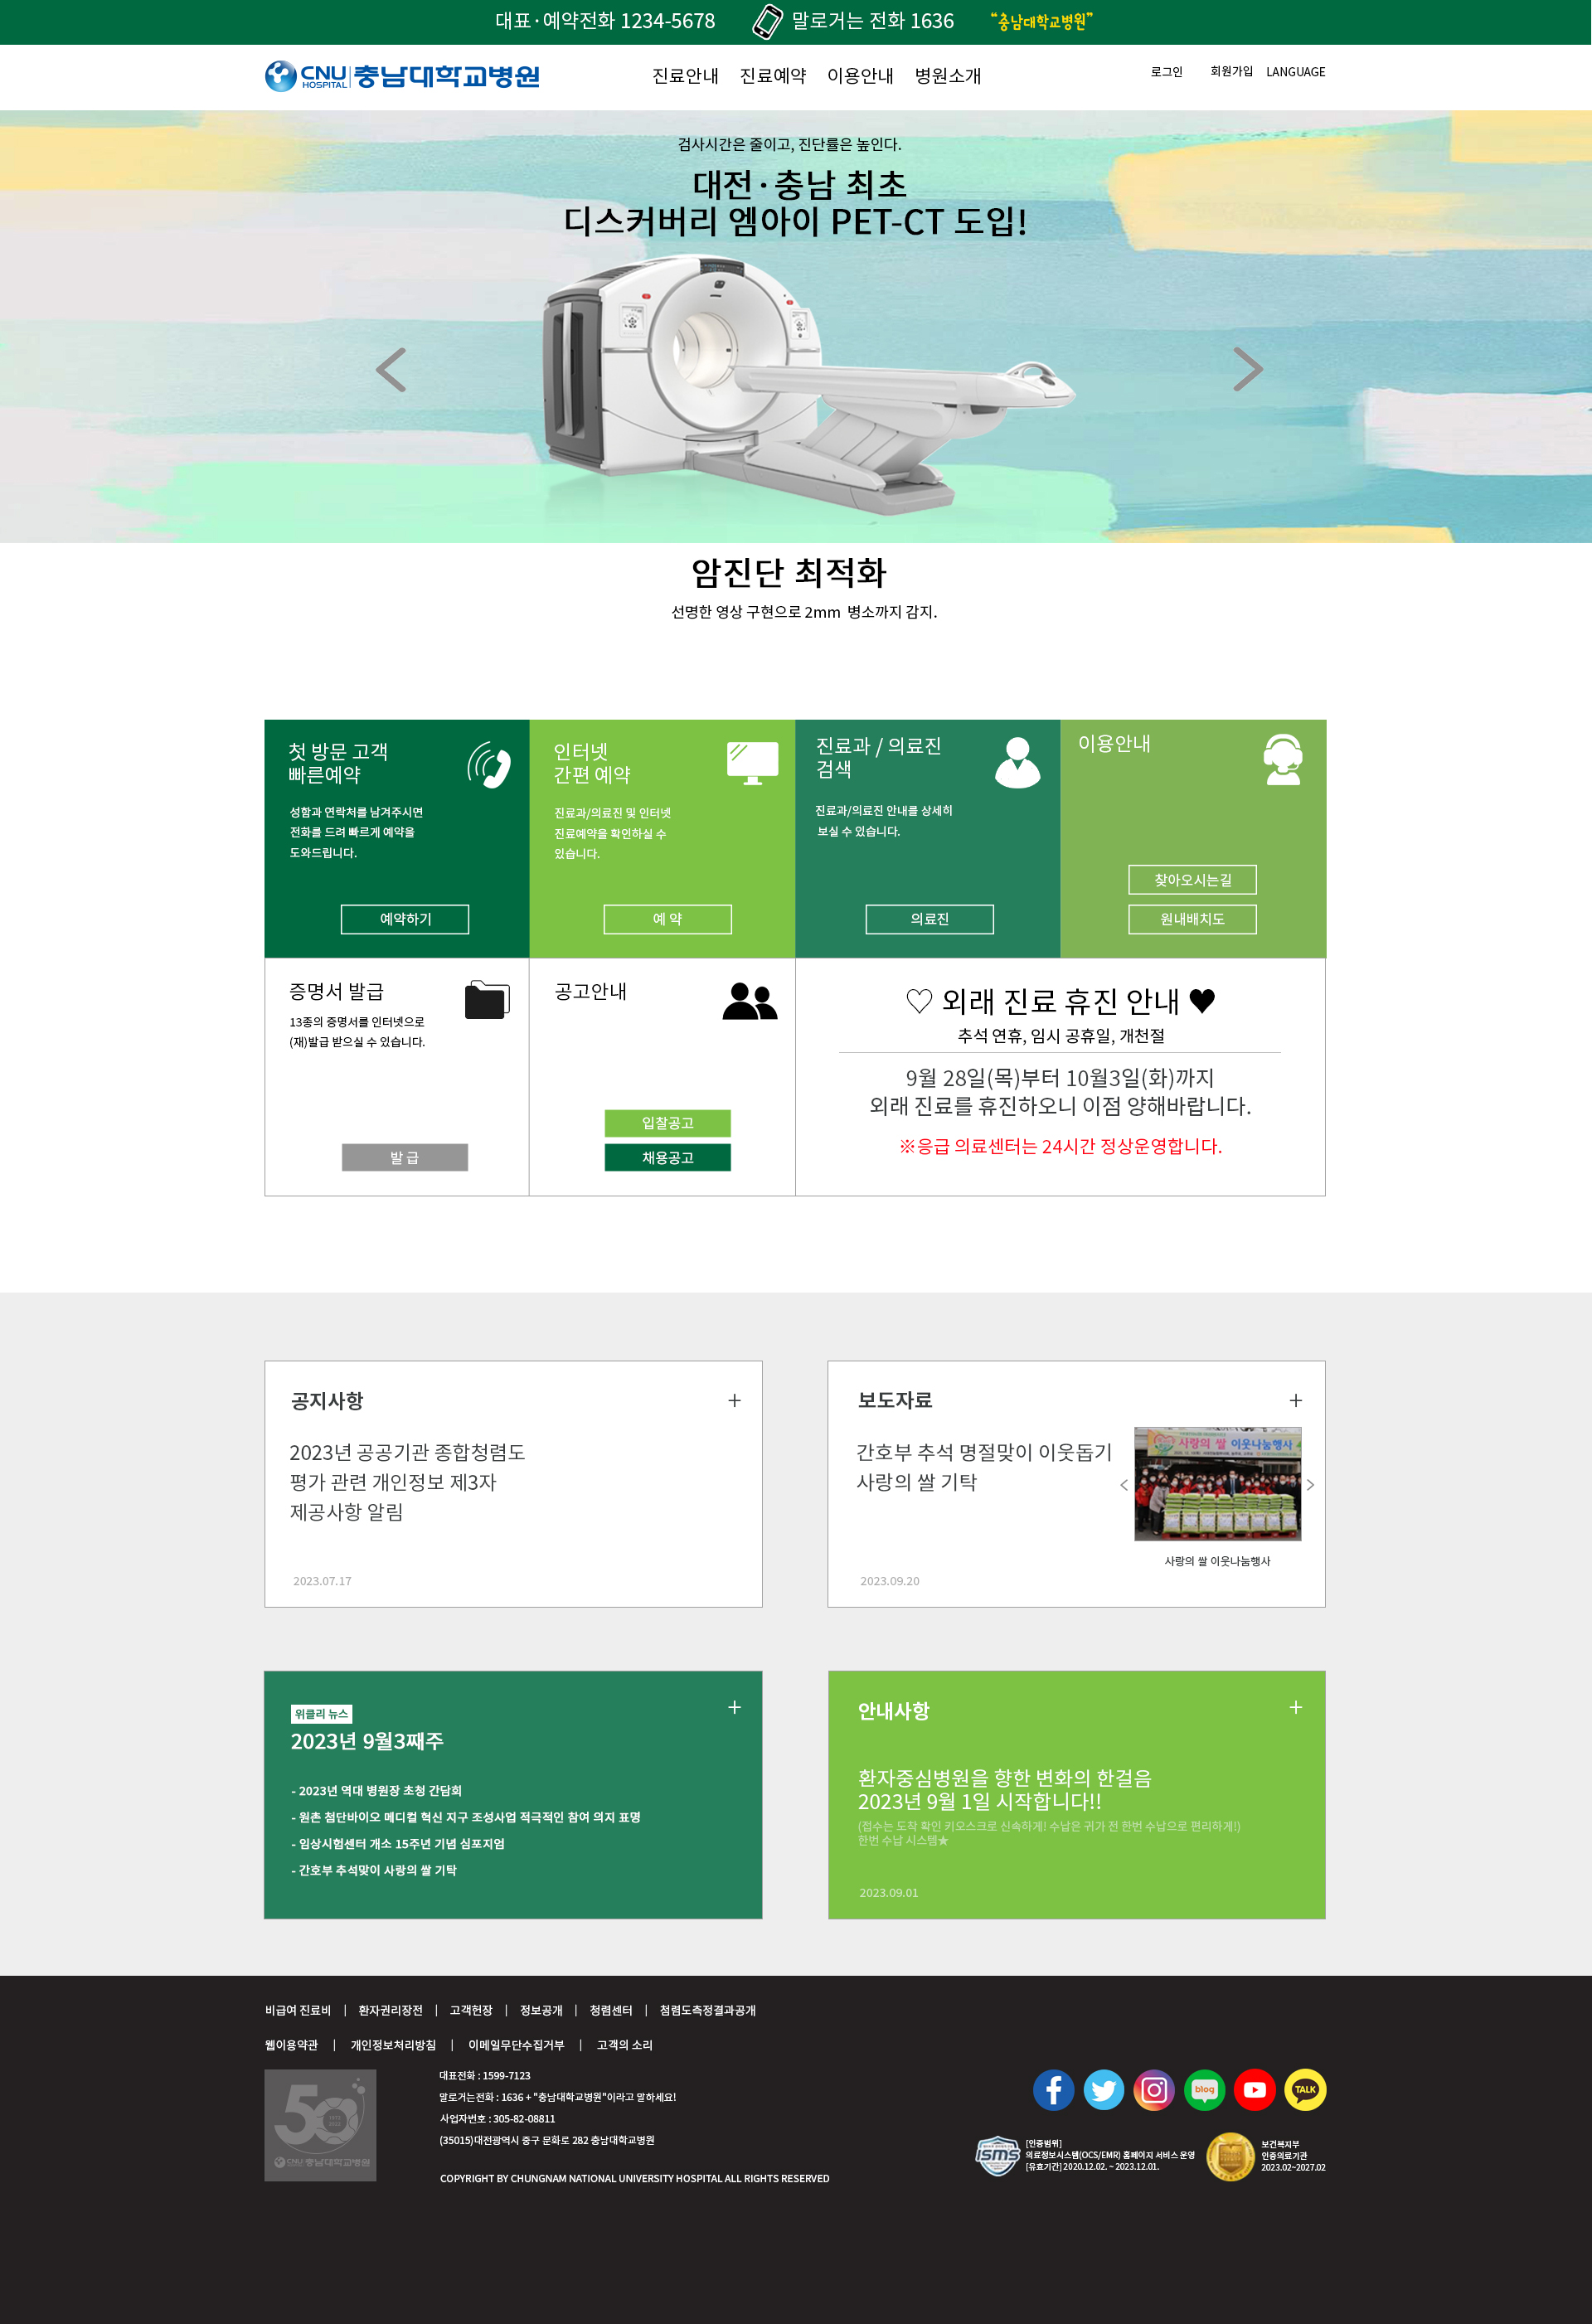 대표·예약전화 1234-5678 말로거는 전화 1636 “충남대학교병원”
CNU HOSPITAL 충남대학교병원
진료안내 진료예약 이용안내 병원소개
로그인 회원가입 LANGUAGE
검사시간은 줄이고, 진단률은 높인다.
대전·충남 최초
디스커버리 엠아이 PET-CT 도입!
암진단 최적화
선명한 영상 구현으로 2mm 병소까지 감지.
첫 방문 고객
빠른예약
성함과 연락처를 남겨주시면
전화를 드려 빠르게 예약을
도와드립니다.
예약하기
인터넷
간편 예약
진료과/의료진 및 인터넷
진료예약을 확인하실 수
있습니다.
예 약
진료과 / 의료진
검색
진료과/의료진 안내를 상세히
보실 수 있습니다.
의료진
이용안내
찾아오시는길
원내배치도
증명서 발급
13종의 증명서를 인터넷으로
(재)발급 받으실 수 있습니다.
발 급
공고안내
입찰공고
채용공고
♡ 외래 진료 휴진 안내 ♥
추석 연휴, 임시 공휴일, 개천절
9월 28일(목)부터 10월3일(화)까지
외래 진료를 휴진하오니 이점 양해바랍니다.
※응급 의료센터는 24시간 정상운영합니다.
공지사항 +
2023년 공공기관 종합청렴도
평가 관련 개인정보 제3자
제공사항 알림
2023.07.17
보도자료 +
간호부 추석 명절맞이 이웃돕기
사랑의 쌀 기탁
사랑의 쌀 이웃나눔행사
사랑의 쌀 이웃나눔행사
2023.09.20
위클리 뉴스 +
2023년 9월3째주
- 2023년 역대 병원장 초청 간담회
- 원촌 첨단바이오 메디컬 혁신 지구 조성사업 적극적인 참여 의지 표명
- 임상시험센터 개소 15주년 기념 심포지엄
- 간호부 추석맞이 사랑의 쌀 기탁
안내사항 +
환자중심병원을 향한 변화의 한걸음
2023년 9월 1일 시작합니다!!
(접수는 도착 확인 키오스크로 신속하게! 수납은 귀가 전 한번 수납으로 편리하게!)
한번 수납 시스템★
2023.09.01
비급여 진료비 | 환자권리장전 | 고객헌장 | 정보공개 | 청렴센터 | 첨렴도측정결과공개
웹이용약관 | 개인정보처리방침 | 이메일무단수집거부 | 고객의 소리
50
CNU 충남대학교병원
대표전화 : 1599-7123
말로거는전화 : 1636 + "충남대학교병원"이라고 말하세요!
사업자번호 : 305-82-08811
(35015)대전광역시 중구 문화로 282 충남대학교병원
COPYRIGHT BY CHUNGNAM NATIONAL UNIVERSITY HOSPITAL ALL RIGHTS RESERVED
blog
TALK
ISMS
[인증범위]
의료정보시스템(OCS/EMR) 홈페이지 서비스 운영
[유효기간] 2020.12.02. ~ 2023.12.01.
보건복지부
인증의료기관
2023.02~2027.02